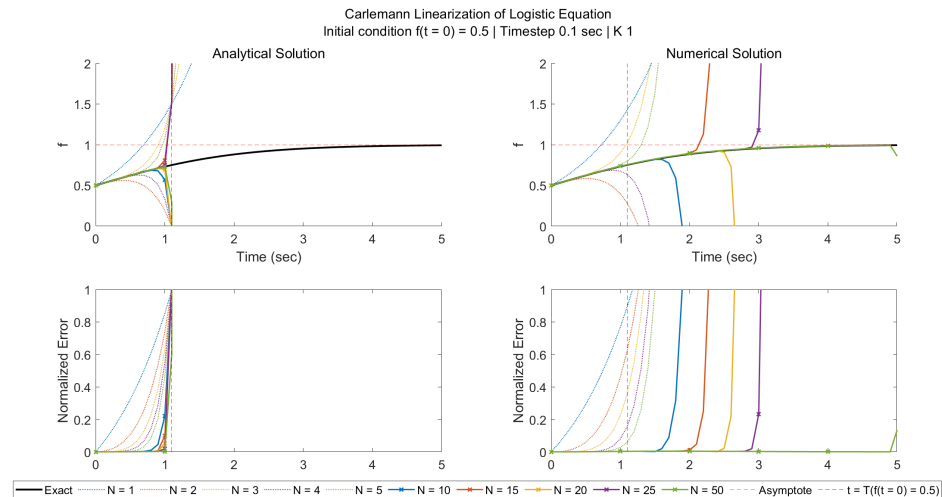 Carlemann Linearization of Logistic Equation
Initial condition f(t = 0) = 0.5 | Timestep 0.1 sec | K 1
Analytical Solution
2
1.5
1
0.5
0
f
0 1 2 3 4 5
Time (sec)
Numerical Solution
2
1.5
1
0.5
0
f
0 1 2 3 4 5
Time (sec)
1
0.8
0.6
0.4
0.2
0
Normalized Error
0 1 2 3 4 5
1
0.8
0.6
0.4
0.2
0
Normalized Error
0 1 2 3 4 5
Exact N = 1 N = 2 N = 3 N = 4 N = 5 N = 10 N = 15 N = 20 N = 25 N = 50 Asymptote t = T(f(t=0) = 0.5)